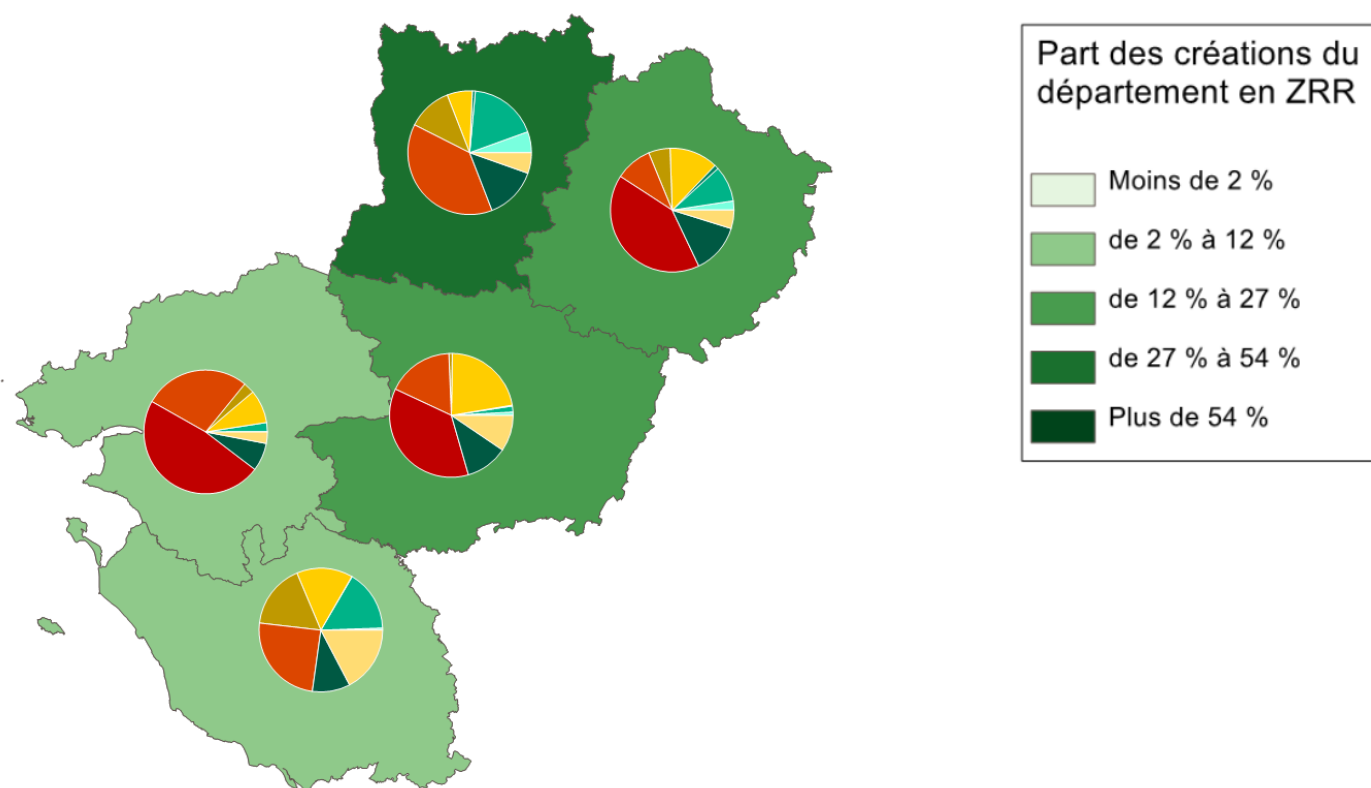 Part des créations du
département en ZRR
Moins de 2 %
de 2 % à 12 %
de 12 % à 27 %
de 27 % à 54 %
Plus de 54 %